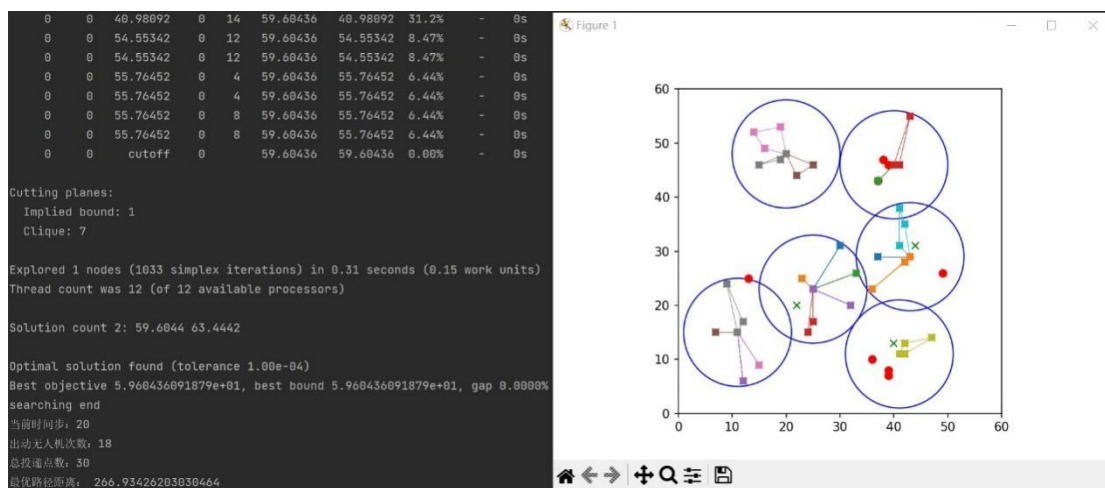 0 0 40.98092 0 14 59.60436 40.98092 31.2% - 0s
0 0 54.55342 0 12 59.60436 54.55342 8.47% - 0s
0 0 54.55342 0 12 59.60436 54.55342 8.47% - 0s
0 0 55.76452 0 4 59.60436 55.76452 6.44% - 0s
0 0 55.76452 0 4 59.60436 55.76452 6.44% - 0s
0 0 55.76452 0 8 59.60436 55.76452 6.44% - 0s
0 0 55.76452 0 8 59.60436 55.76452 6.44% - 0s
0 0 cutoff 0 59.60436 59.60436 0.00% - 0s
Cutting planes:
Implied bound: 1
Clique: 7
Explored 1 nodes (1033 simplex iterations) in 0.31 seconds (0.15 work units)
Thread count was 12 (of 12 available processors)
Solution count 2: 59.6044 63.4442
Optimal solution found (tolerance 1.00e-04)
Best objective 5.960436091879e+01, best bound 5.960436091879e+01, gap 0.0000%
searching end
当前时间步：20
出动无人机次数：18
总投递点数：30
最优路径距离： 266.93426203030464
Figure 1
60
50
40
30
20
10
0
0 10 20 30 40 50 60